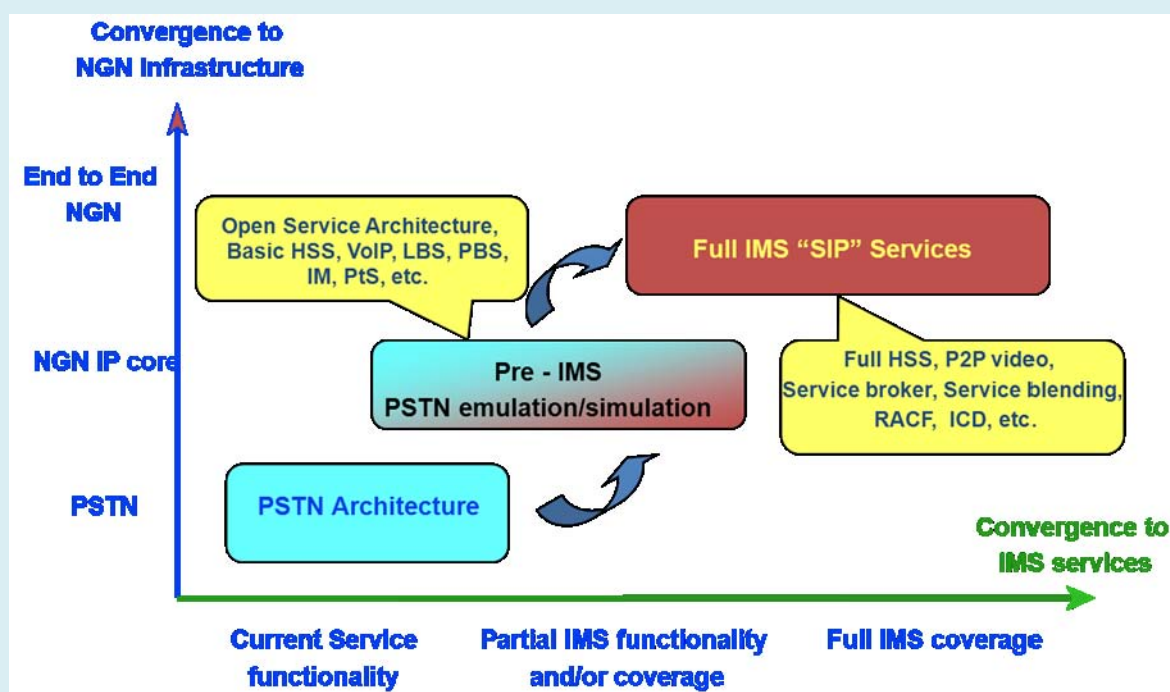 Convergence to
NGN Infrastructure
End to End
NGN
Open Service Architecture,
Basic HSS, VoIP, LBS, PBS,
IM, PtS, etc.
Full IMS “SIP” Services
NGN IP core
Pre - IMS
PSTN emulation/simulation
Full HSS, P2P video,
Service broker, Service blending,
RACF, ICD, etc.
PSTN
PSTN Architecture
Convergence to
IMS services
Current Service
functionality
Partial IMS functionality
and/or coverage
Full IMS coverage